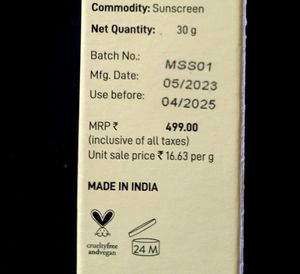 Commodity: Sunscreen
Net Quantity: 30 g
Batch No.: MSS01
Mfg. Date: 05/2023
Use before: 04/2025
MRP ₹ 499.00
(inclusive of all taxes)
Unit sale price ₹ 16.63 per g
MADE IN INDIA
crueltyfree
andvegan
24 M